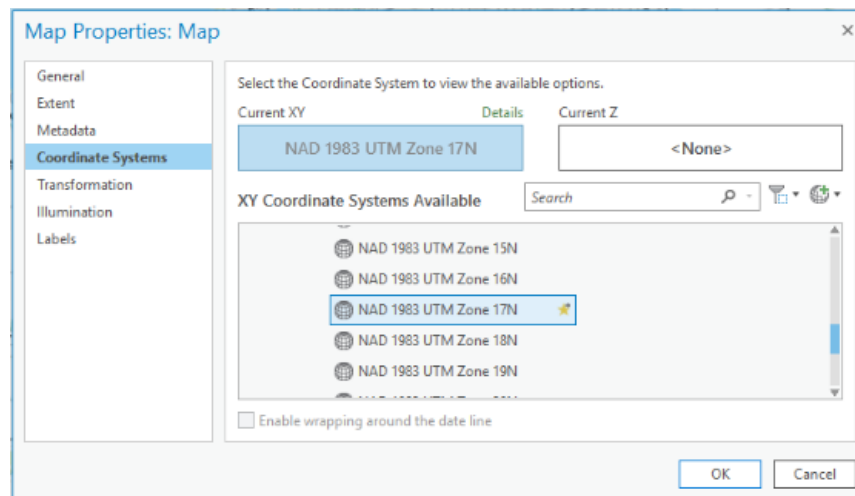 Map Properties: Map
General
Extent
Metadata
Coordinate Systems
Transformation
Illumination
Labels
Select the Coordinate System to view the available options.
Current XY Details Current Z
NAD 1983 UTM Zone 17N <None>
XY Coordinate Systems Available Search
NAD 1983 UTM Zone 15N
NAD 1983 UTM Zone 16N
NAD 1983 UTM Zone 17N
NAD 1983 UTM Zone 18N
NAD 1983 UTM Zone 19N
Enable wrapping around the date line
OK Cancel